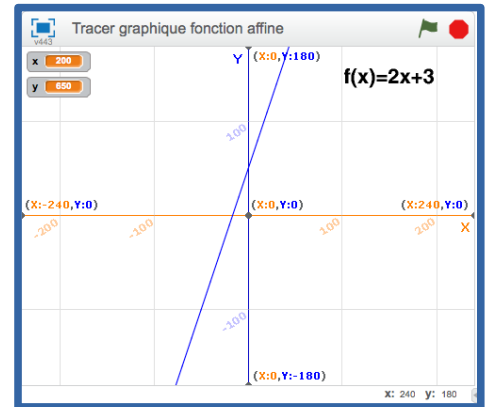 Tracer graphique fonction affine
v443
x 200
y 650
Y
(X:0,Y:180)
f(x)=2x+3
100
(X:-240,Y:0)
(X:0,Y:0)
(X:240,Y:0)
-200
-100
100
200
X
-100
(X:0,Y:-180)
x: 240 y: 180